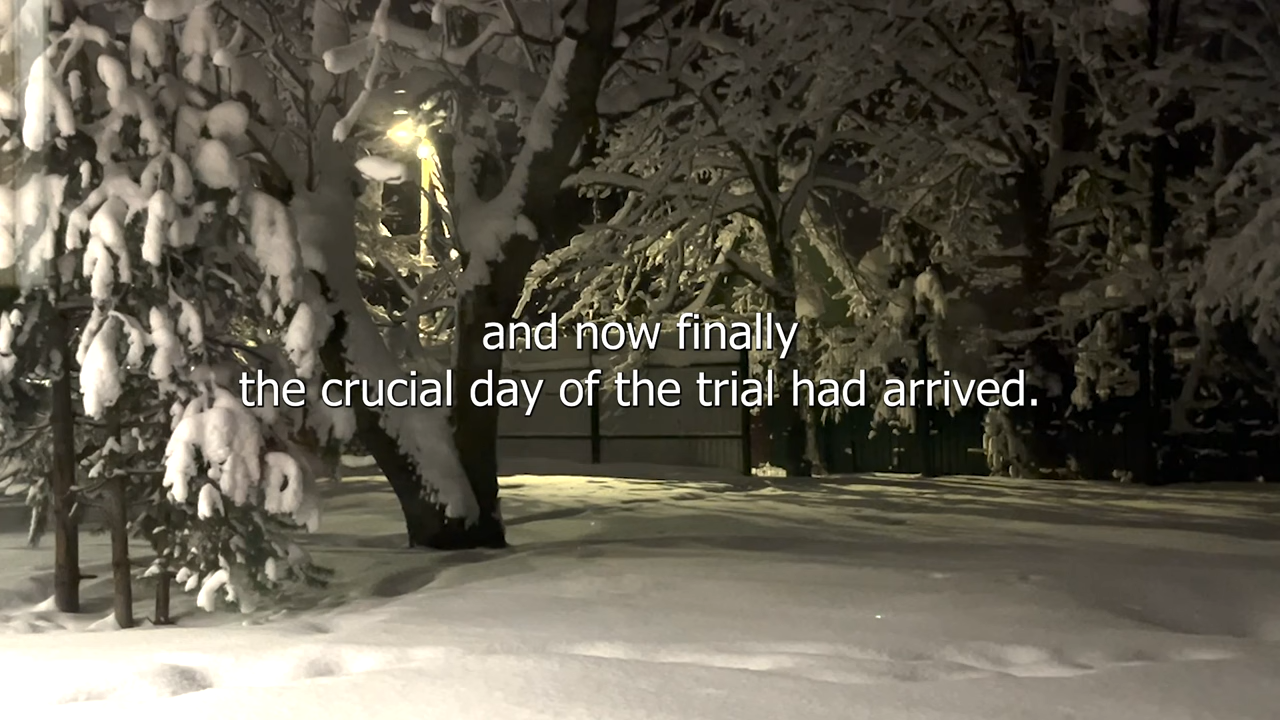 and now finally
the crucial day of the trial had arrived.